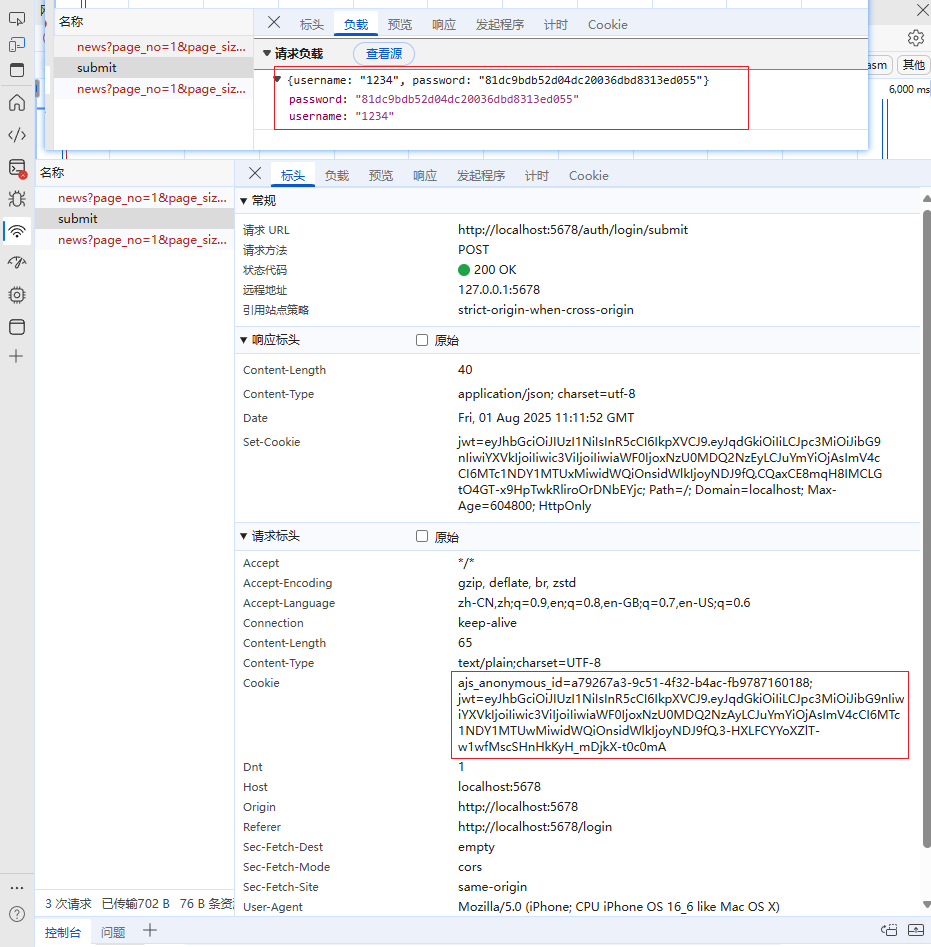 名称
news?page_no=1&page_siz...
submit
news?page_no=1&page_siz...
标头 负载 预览 响应 发起程序 计时 Cookie
请求负载 查看源
{username: "1234", password: "81dc9bdb52d04dc20036dbd8313ed055"}
password: "81dc9bdb52d04dc20036dbd8313ed055"
username: "1234"
asm 其他
6,000 ms
名称
news?page_no=1&page_siz...
submit
news?page_no=1&page_siz...
标头 负载 预览 响应 发起程序 计时 Cookie
常规
请求 URL http://localhost:5678/auth/login/submit
请求方法 POST
状态代码 200 OK
远程地址 127.0.0.1:5678
引用站点策略 strict-origin-when-cross-origin
响应标头 原始
Content-Length 40
Content-Type application/json; charset=utf-8
Date Fri, 01 Aug 2025 11:11:52 GMT
Set-Cookie jwt=eyJhbGciOiJIUzI1NiIsInR5cCI6IkpXVCJ9.eyJqdGkiOiIiLCJpc3MiOiJibG9
nIiwiYXVkIjoiIiwic3ViIjoiIiwiaWF0IjoxNzU0MDQ2NzEyLCJuYmYiOjAsImV4c
CI6MTc1NDY1MTUxMiwidWQiOnsidWlkIjoyNDJ9fQ.CQaxCE8mqH8IMCLG
tO4GT-x9HpTwkRliroOrDNbEYjc; Path=/; Domain=localhost; Max-
Age=604800; HttpOnly
请求标头 原始
Accept */*
Accept-Encoding gzip, deflate, br, zstd
Accept-Language zh-CN,zh;q=0.9,en;q=0.8,en-GB;q=0.7,en-US;q=0.6
Connection keep-alive
Content-Length 65
Content-Type text/plain;charset=UTF-8
Cookie ajs_anonymous_id=a79267a3-9c51-4f32-b4ac-fb9787160188;
jwt=eyJhbGciOiJIUzI1NiIsInR5cCI6IkpXVCJ9.eyJqdGkiOiIiLCJpc3MiOiJibG9nIiw
iYXVkIjoiIiwic3ViIjoiIiwiaWF0IjoxNzU0MDQ2NzAyLCJuYmYiOjAsImV4cCI6MTc
1NDY1MTUwMiwidWQiOnsidWlkIjoyNDJ9fQ.3-HXLFCYYoXZlT-
w1wfMscSHnHkKyH_mDjkX-t0c0mA
Dnt 1
Host localhost:5678
Origin http://localhost:5678
Referer http://localhost:5678/login
Sec-Fetch-Dest empty
Sec-Fetch-Mode cors
Sec-Fetch-Site same-origin
User-Agent Mozilla/5.0 (iPhone; CPU iPhone OS 16_6 like Mac OS X)
3 次请求 已传输702 B 76 B 条资
控制台 问题